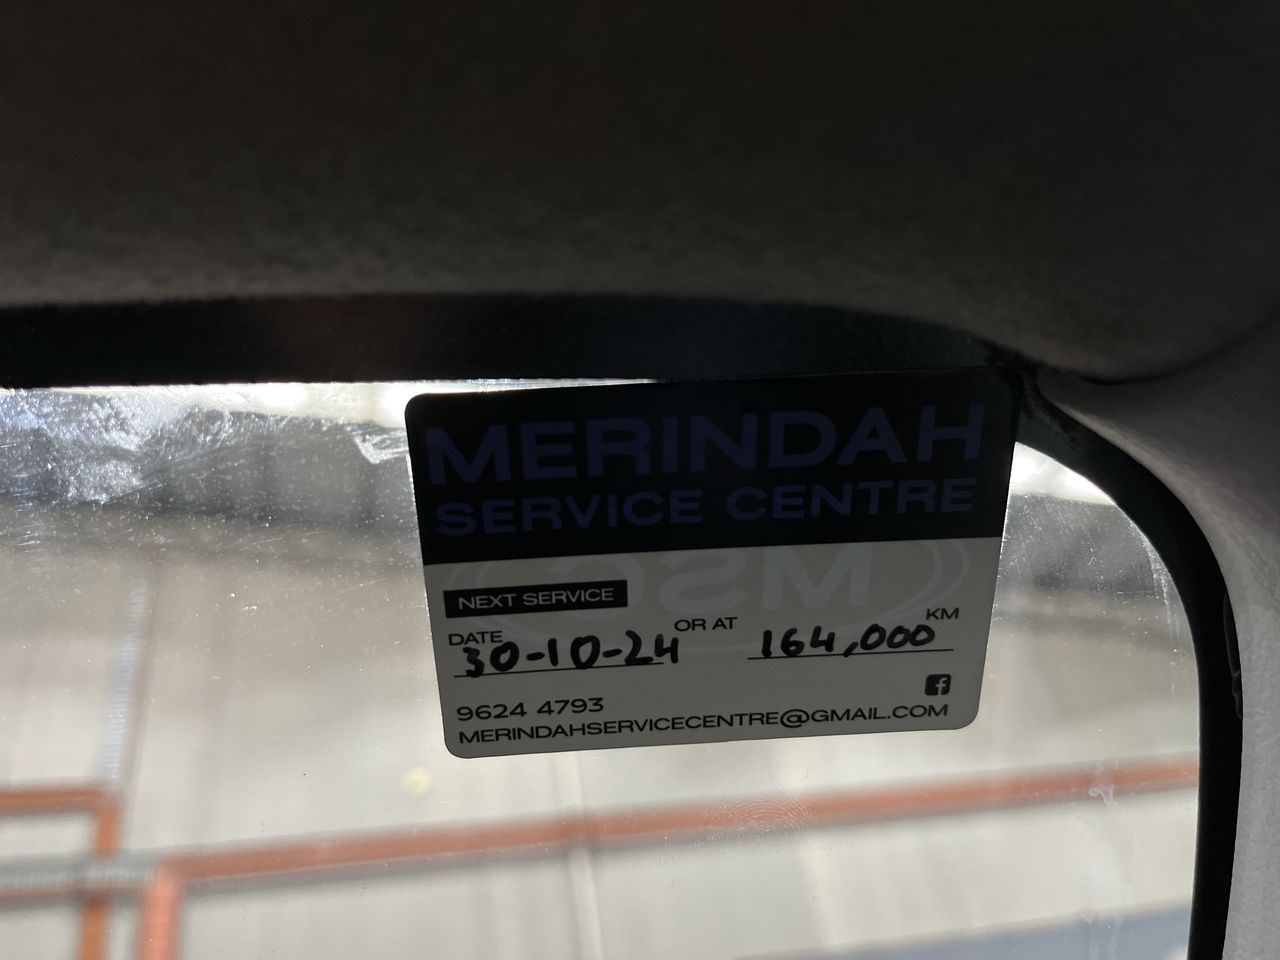 MERINDAH
SERVICE CENTRE
MSC
NEXT SERVICE
DATE 30-10-24 OR AT 164,000 KM
9624 4793
MERINDAHSERVICECENTRE@GMAIL.COM